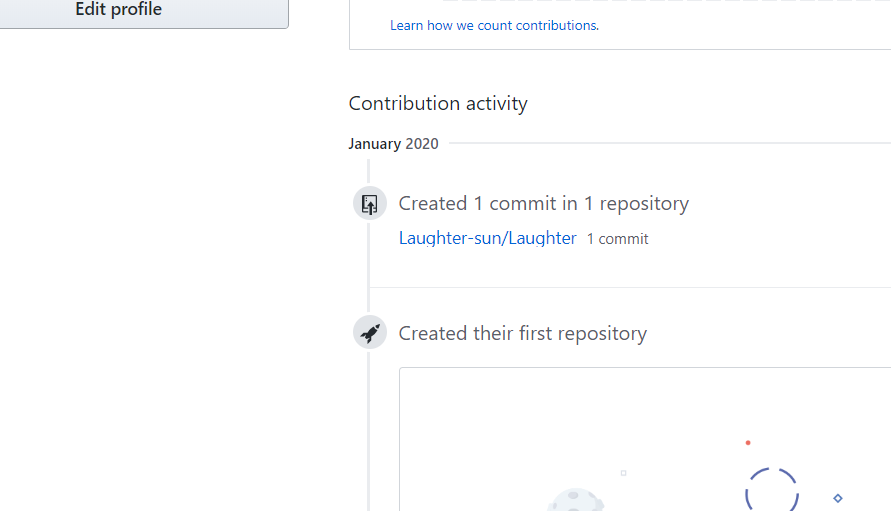 Edit profile
Learn how we count contributions.
Contribution activity
January 2020
Created 1 commit in 1 repository
Laughter-sun/Laughter 1 commit
Created their first repository